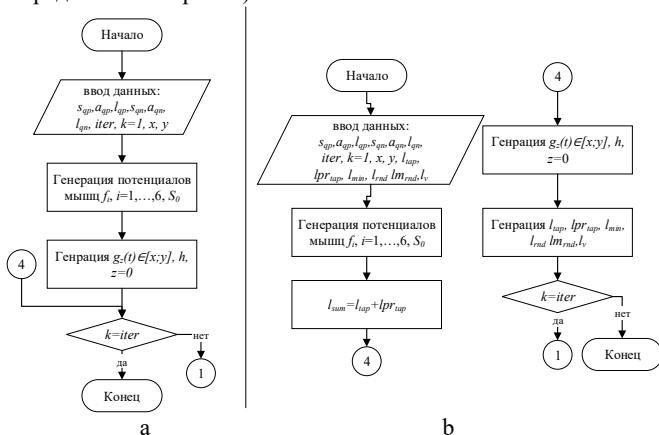 Начало
ввод данных:
s_qp,a_qp,l_qp,s_qn,a_qn,
l_qn, iter, k=1, x, y
Генерация потенциалов
мышц f_i, i=1,…,6, S_0
4
Генрация g_z(t)∈[x;y], h,
z=0
k=iter
нет
да
1
Конец
a
Начало
ввод данных:
s_qp,a_qp,l_qp,s_qn,a_qn,l_qn,
iter, k=1, x, y, l_tap,
lpr_tap, l_min, l_rnd lm_rnd,l_v
Генерация потенциалов
мышц f_i, i=1,…,6, S_0
l_sum=l_tap+lpr_tap
4
4
Генрация g_z(t)∈[x;y], h,
z=0
Генрация l_tap, lpr_tap, l_min,
l_rnd lm_rnd,l_v
k=iter
да
нет
1
Конец
b